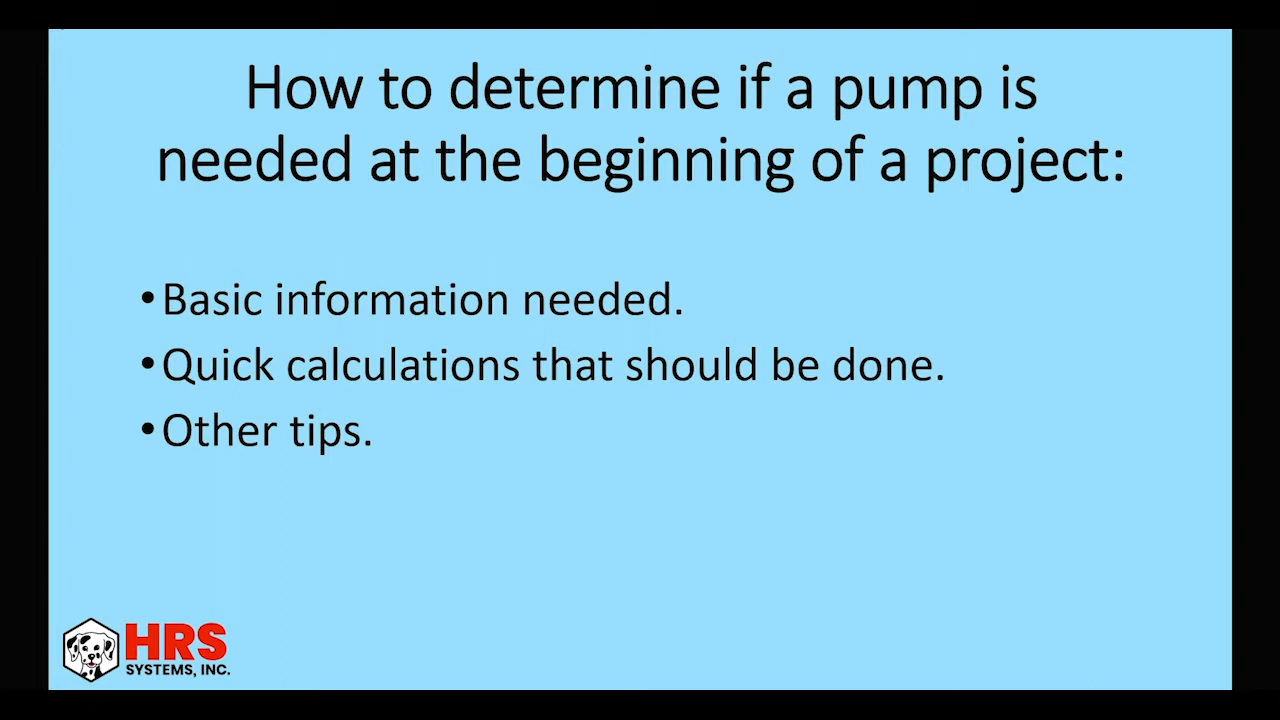 How to determine if a pump is
needed at the beginning of a project:
•Basic information needed.
•Quick calculations that should be done.
•Other tips.
HRS
SYSTEMS, INC.